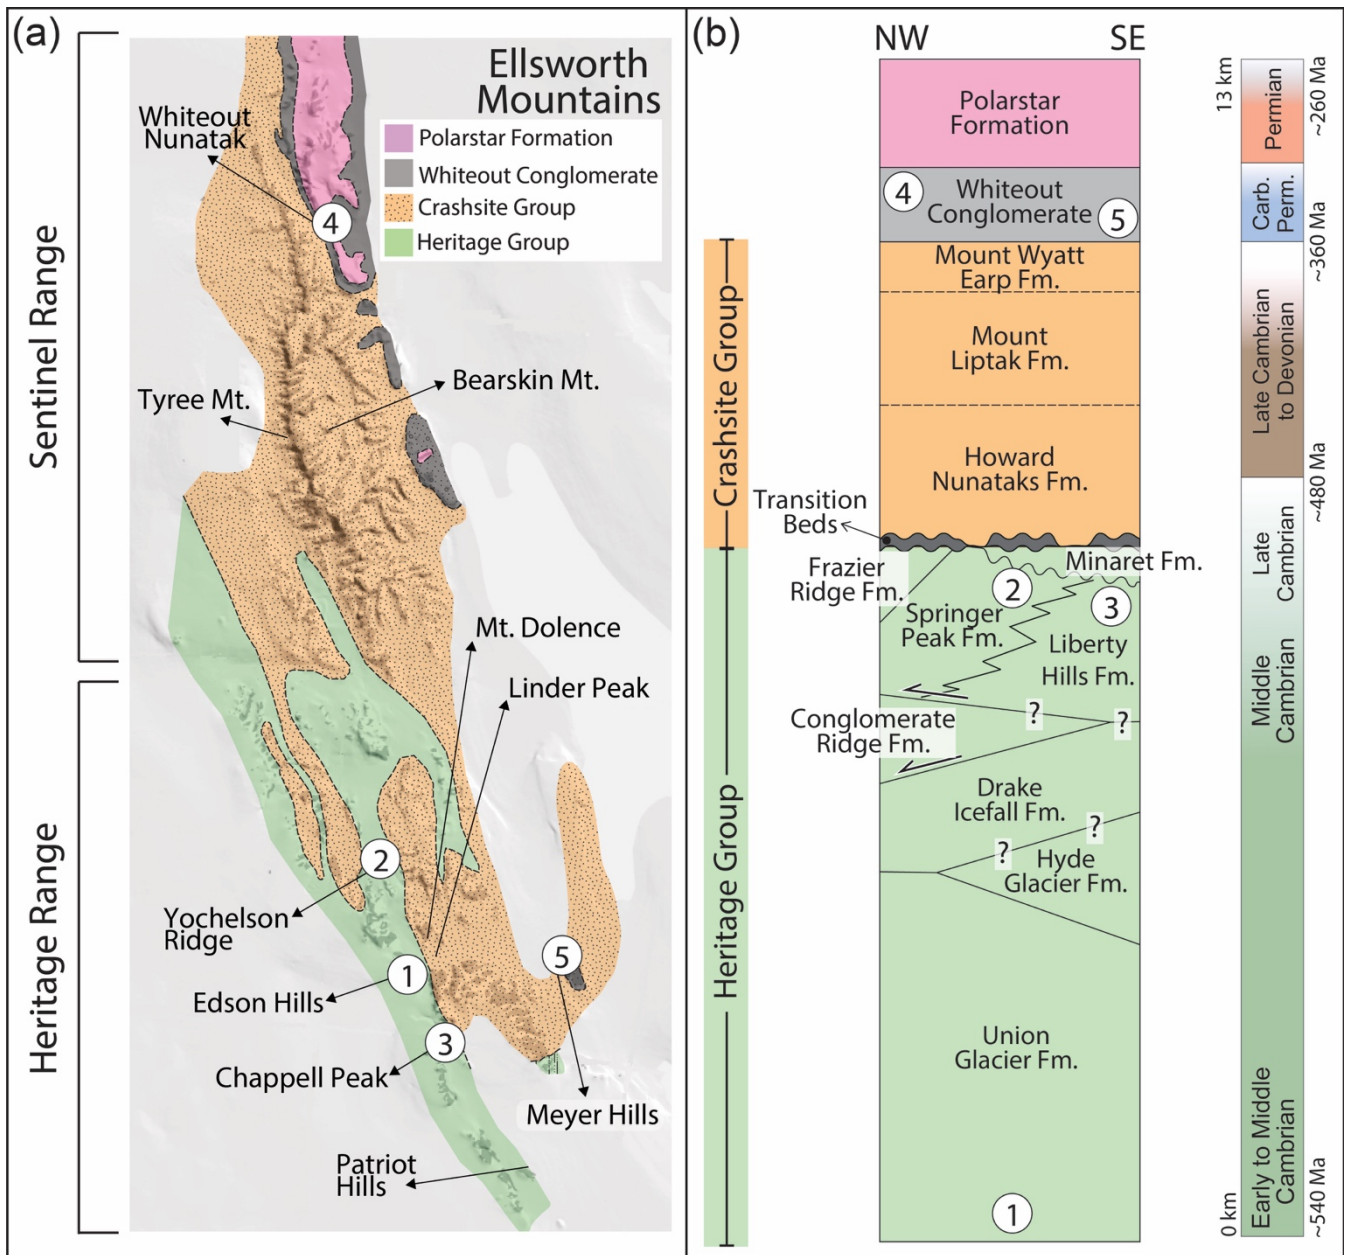 (a)
Ellsworth
Mountains
Polarstar Formation
Whiteout Conglomerate
Crashsite Group
Heritage Group
Sentinel Range
Heritage Range
Whiteout
Nunatak
4
Bearskin Mt.
Tyree Mt.
Mt. Dolence
Linder Peak
2
Yochelson
Ridge
1
Edson Hills
5
3
Chappell Peak
Meyer Hills
Patriot
Hills
(b)
NW
SE
Polarstar
Formation
4
Whiteout
Conglomerate
5
Mount Wyatt
Earp Fm.
Mount
Liptak Fm.
Howard
Nunataks Fm.
Crashsite Group
Transition
Beds
Minaret Fm.
Frazier
Ridge Fm.
2
3
Springer
Peak Fm.
Liberty
Hills Fm.
Conglomerate
Ridge Fm.
?
?
Drake
Icefall Fm.
?
?
Hyde
Glacier Fm.
Heritage Group
Union
Glacier Fm.
1
13 km
Permian
~260 Ma
Carb.
Perm.
~360 Ma
Late Cambrian
to Devonian
~480 Ma
Late
Cambrian
Middle
Cambrian
Early to Middle
Cambrian
0 km
~540 Ma